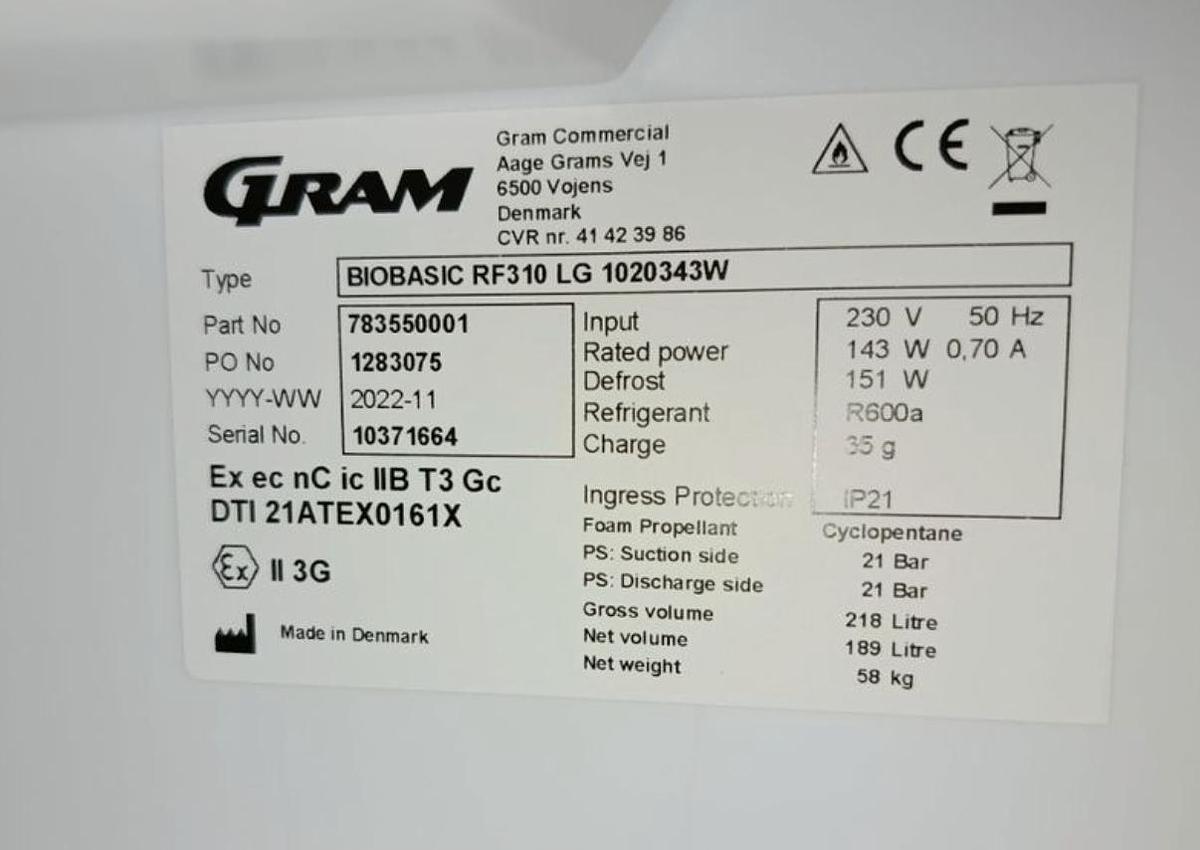 GRAM
Gram Commercial
Aage Grams Vej 1
6500 Vojens
Denmark
CVR nr. 41 42 39 86
CE
Type BIOBASIC RF310 LG 1020343W
Part No 783550001
PO No 1283075
YYYY-WW 2022-11
Serial No. 10371664
Ex ec nC ic IIB T3 Gc
DTI 21ATEX0161X
Ex II 3G
Made in Denmark
Input 230 V 50 Hz
Rated power 143 W 0,70 A
Defrost 151 W
Refrigerant R600a
Charge 35 g
Ingress Protection IP21
Foam Propellant Cyclopentane
PS: Suction side 21 Bar
PS: Discharge side 21 Bar
Gross volume 218 Litre
Net volume 189 Litre
Net weight 58 kg